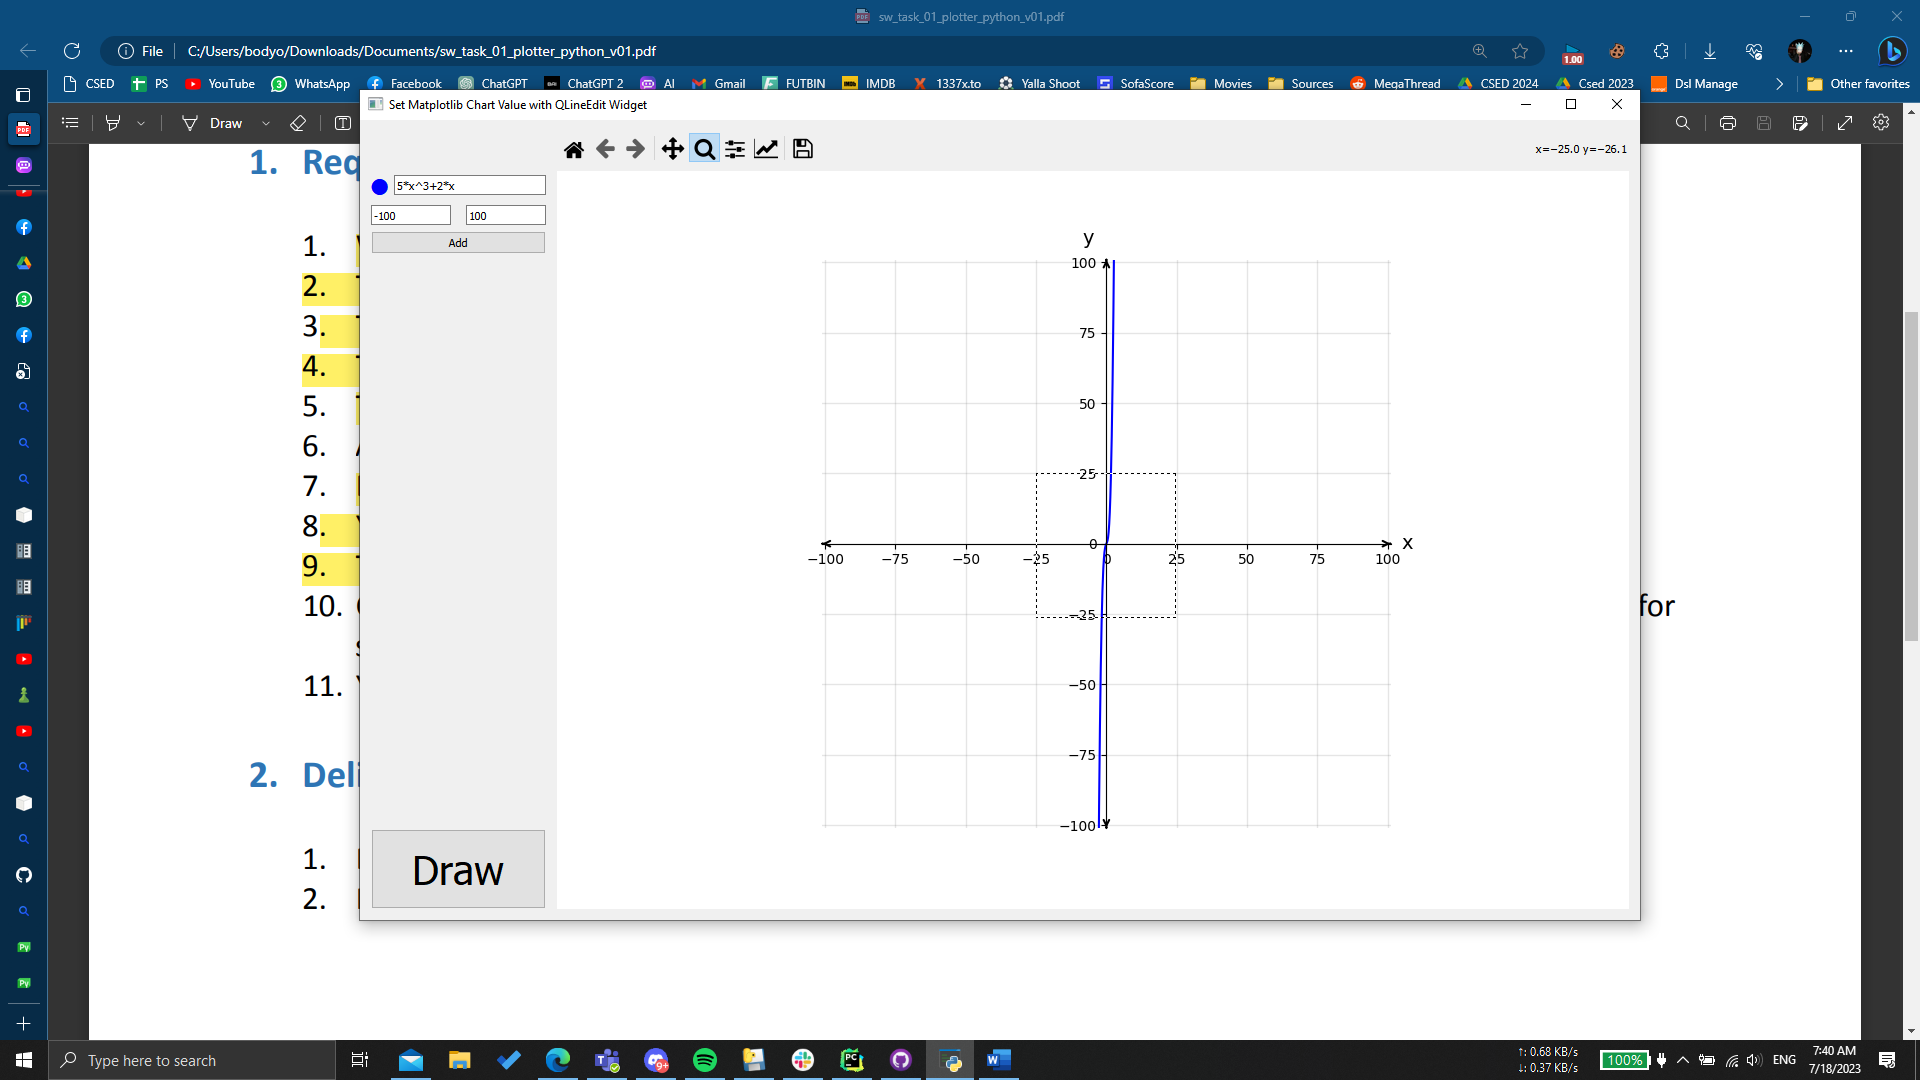 sw_task_01_plotter_python_v01.pdf
File
C:/Users/bodyo/Downloads/Documents/sw_task_01_plotter_python_v01.pdf
1.00
CSED PS YouTube WhatsApp Facebook ChatGPT ChatGPT 2 AI Gmail FUTBIN IMDB 1337x.to Yalla Shoot SofaScore Movies Sources MegaThread CSED 2024 Csed 2023 Dsl Manage Other favorites
Set Matplotlib Chart Value with QLineEdit Widget
Draw
x=−25.0 y=−26.1
1. Req
5*x^3+2*x
-100 100
Add
y
100
75
50
25
0
−100 −75 −50 −25 0 25 50 75 100
x
−25
−50
−75
−100
1.
2.
3.
4.
5.
6.
7.
8.
9.
10.
for
11.
2. Deli
1.
2.
Draw
Type here to search
9+
↑: 0.68 KB/s
↓: 0.37 KB/s
100%
ENG
7:40 AM
7/18/2023